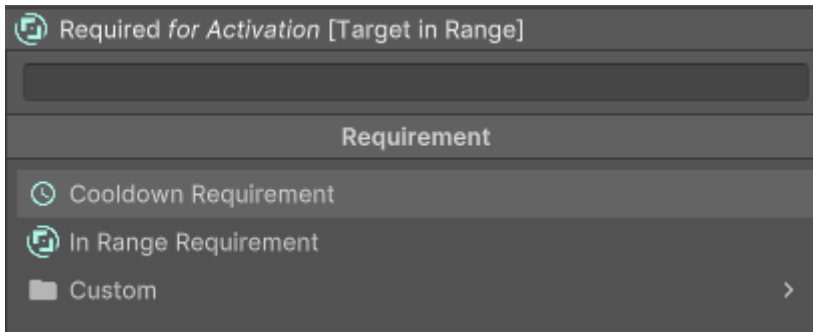 Required for Activation [Target in Range]
Requirement
Cooldown Requirement
In Range Requirement
Custom